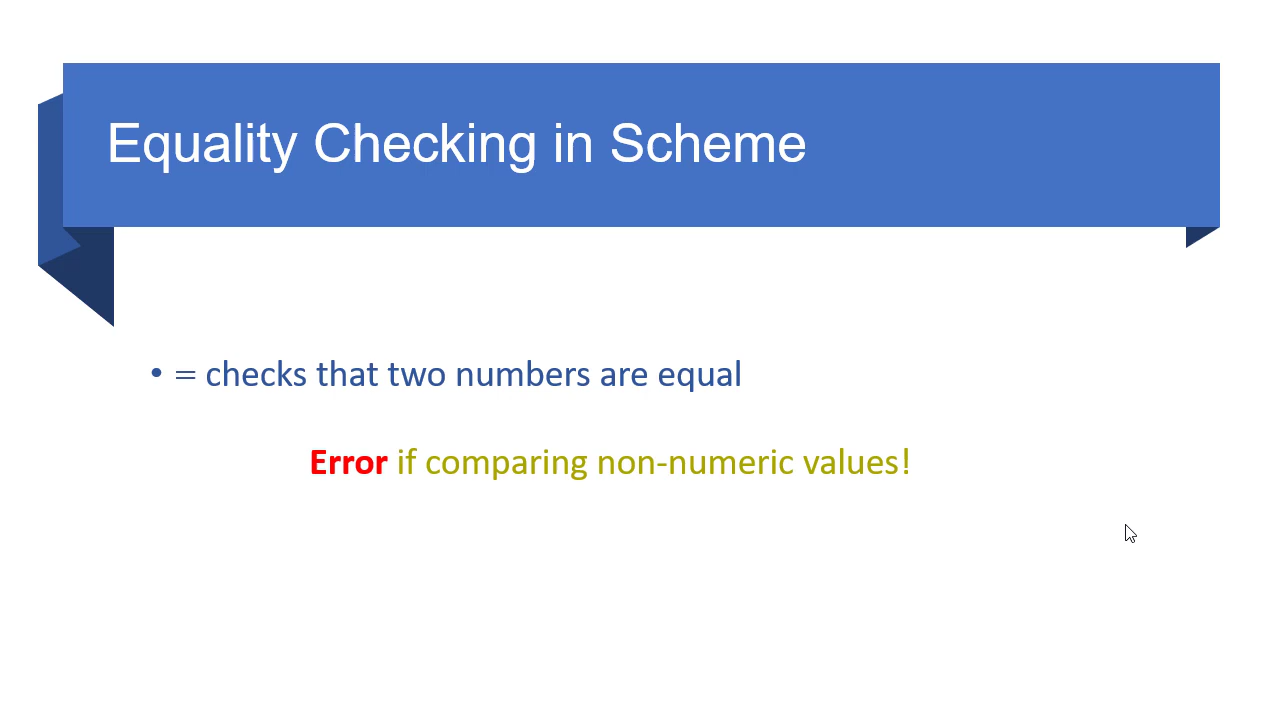 Equality Checking in Scheme
• = checks that two numbers are equal
Error if comparing non-numeric values!